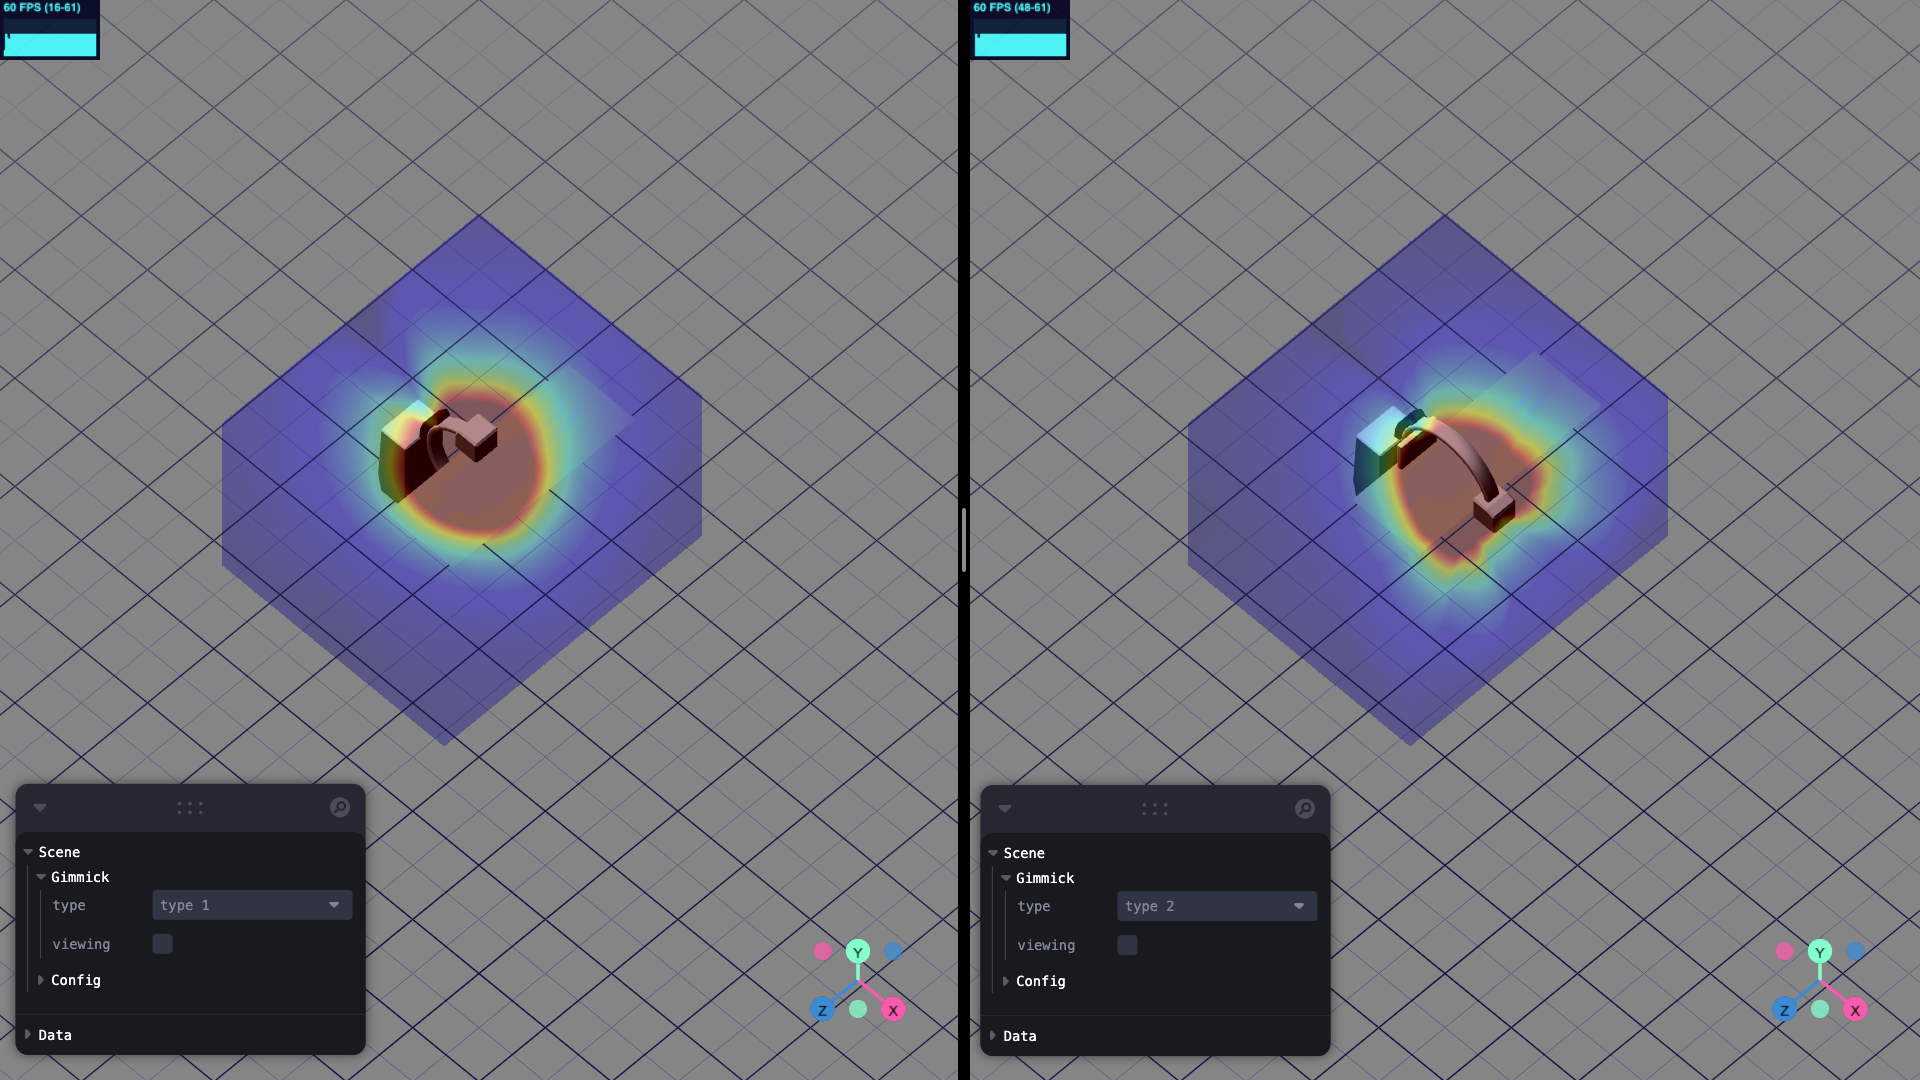 60 FPS (16-61)
Scene
Gimmick
type
type 1
viewing
Config
Data
Y
Z
X
60 FPS (48-61)
Scene
Gimmick
type
type 2
viewing
Config
Data
Y
Z
X